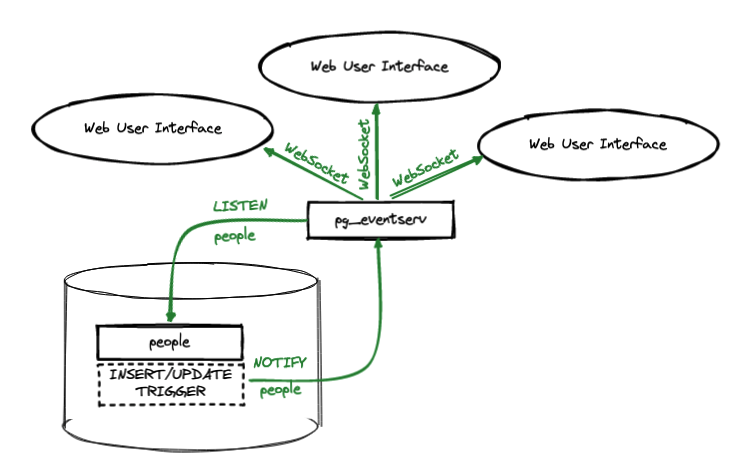 Web User Interface
Web User Interface
Web User Interface
WebSocket
WebSocket
WebSocket
LISTEN
people
pg_eventserv
people
INSERT/UPDATE
TRIGGER
NOTIFY
people